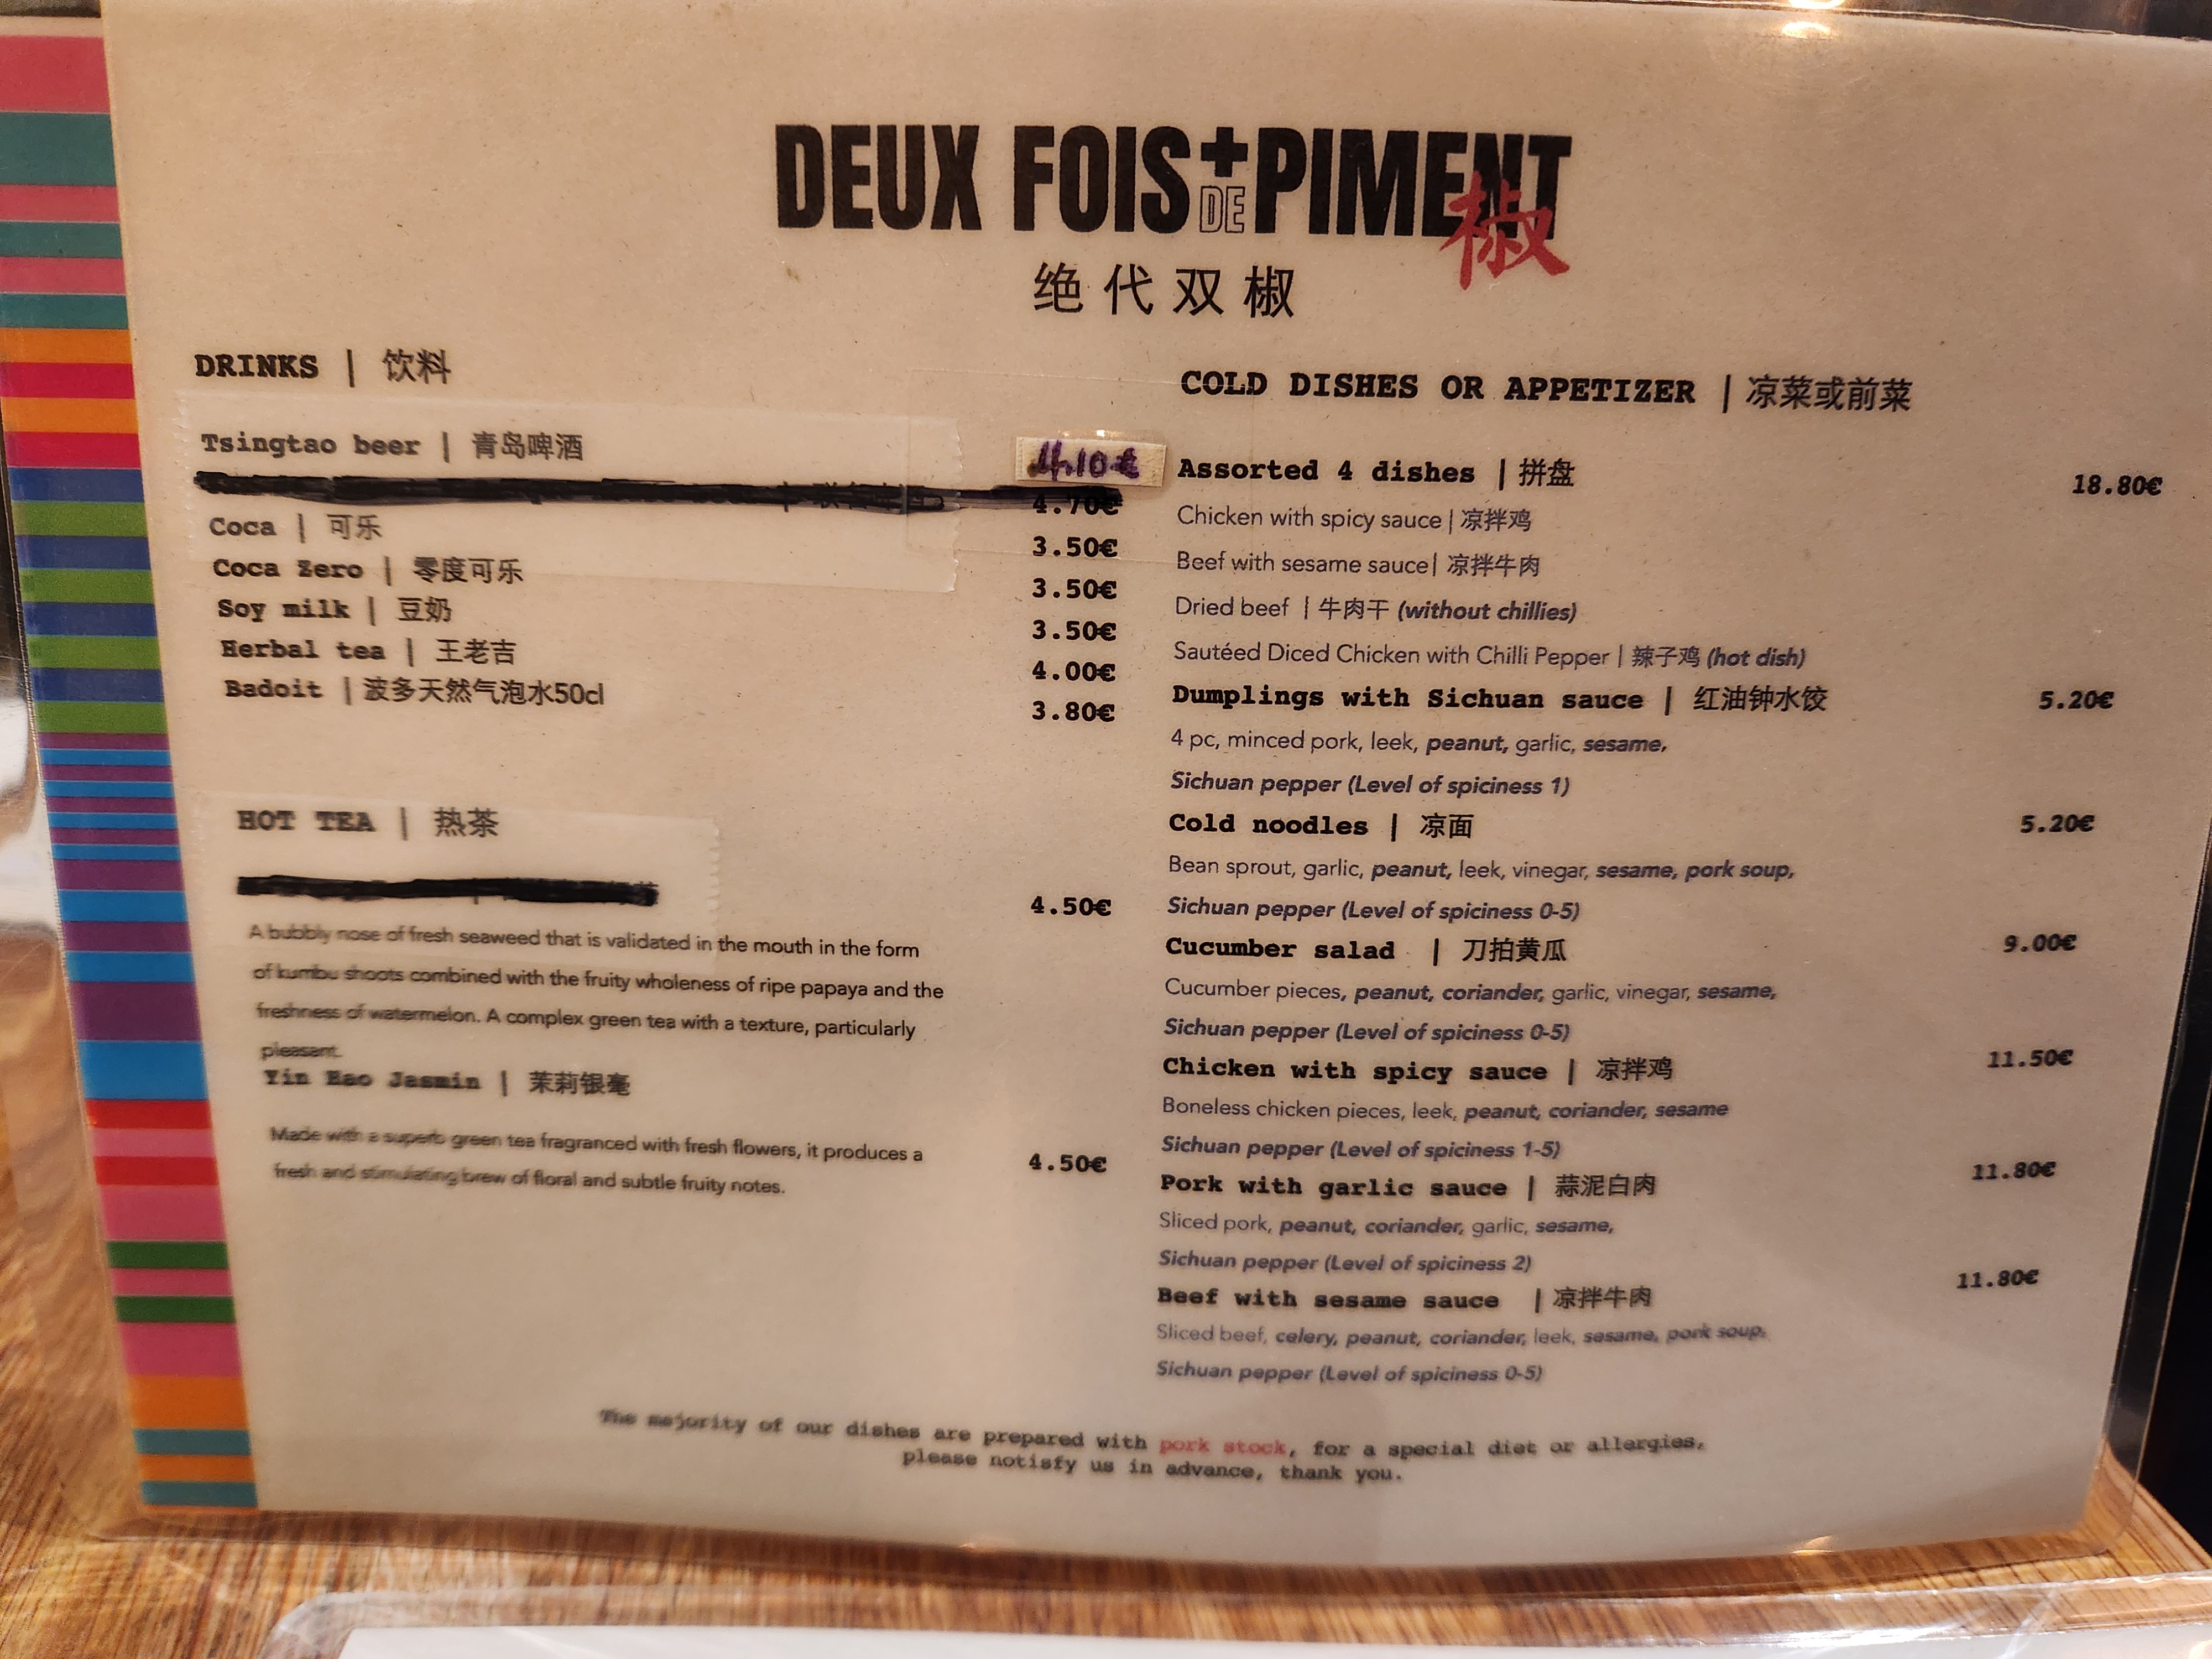 DEUX FOIS + DE PIMENT
椒
绝代双椒
DRINKS | 饮料
Tsingtao beer | 青岛啤酒 4.10€
4.70€
Coca | 可乐 3.50€
Coca Zero | 零度可乐 3.50€
Soy milk | 豆奶 3.50€
Herbal tea | 王老吉 4.00€
Badoit | 波多天然气泡水50cl 3.80€
HOT TEA | 热茶
4.50€
A bubbly nose of fresh seaweed that is validated in the mouth in the form
of kumbu shoots combined with the fruity wholeness of ripe papaya and the
freshness of watermelon. A complex green tea with a texture, particularly
pleasant.
Yin Hao Jasmin | 茉莉银毫
Made with a superb green tea fragranced with fresh flowers, it produces a 4.50€
fresh and stimulating brew of floral and subtle fruity notes.
COLD DISHES OR APPETIZER | 凉菜或前菜
Assorted 4 dishes | 拼盘 18.80€
Chicken with spicy sauce | 凉拌鸡
Beef with sesame sauce| 凉拌牛肉
Dried beef | 牛肉干 (without chillies)
Sautéed Diced Chicken with Chilli Pepper | 辣子鸡 (hot dish)
Dumplings with Sichuan sauce | 红油钟水饺 5.20€
4 pc, minced pork, leek, peanut, garlic, sesame,
Sichuan pepper (Level of spiciness 1)
Cold noodles | 凉面 5.20€
Bean sprout, garlic, peanut, leek, vinegar, sesame, pork soup,
Sichuan pepper (Level of spiciness 0-5)
Cucumber salad | 刀拍黄瓜 9.00€
Cucumber pieces, peanut, coriander, garlic, vinegar, sesame,
Sichuan pepper (Level of spiciness 0-5)
Chicken with spicy sauce | 凉拌鸡 11.50€
Boneless chicken pieces, leek, peanut, coriander, sesame
Sichuan pepper (Level of spiciness 1-5)
Pork with garlic sauce | 蒜泥白肉 11.80€
Sliced pork, peanut, coriander, garlic, sesame,
Sichuan pepper (Level of spiciness 2)
Beef with sesame sauce | 凉拌牛肉 11.80€
Sliced beef, celery, peanut, coriander, leek, sesame, pork soup,
Sichuan pepper (Level of spiciness 0-5)
The majority of our dishes are prepared with pork stock, for a special diet or allergies,
please notisfy us in advance, thank you.